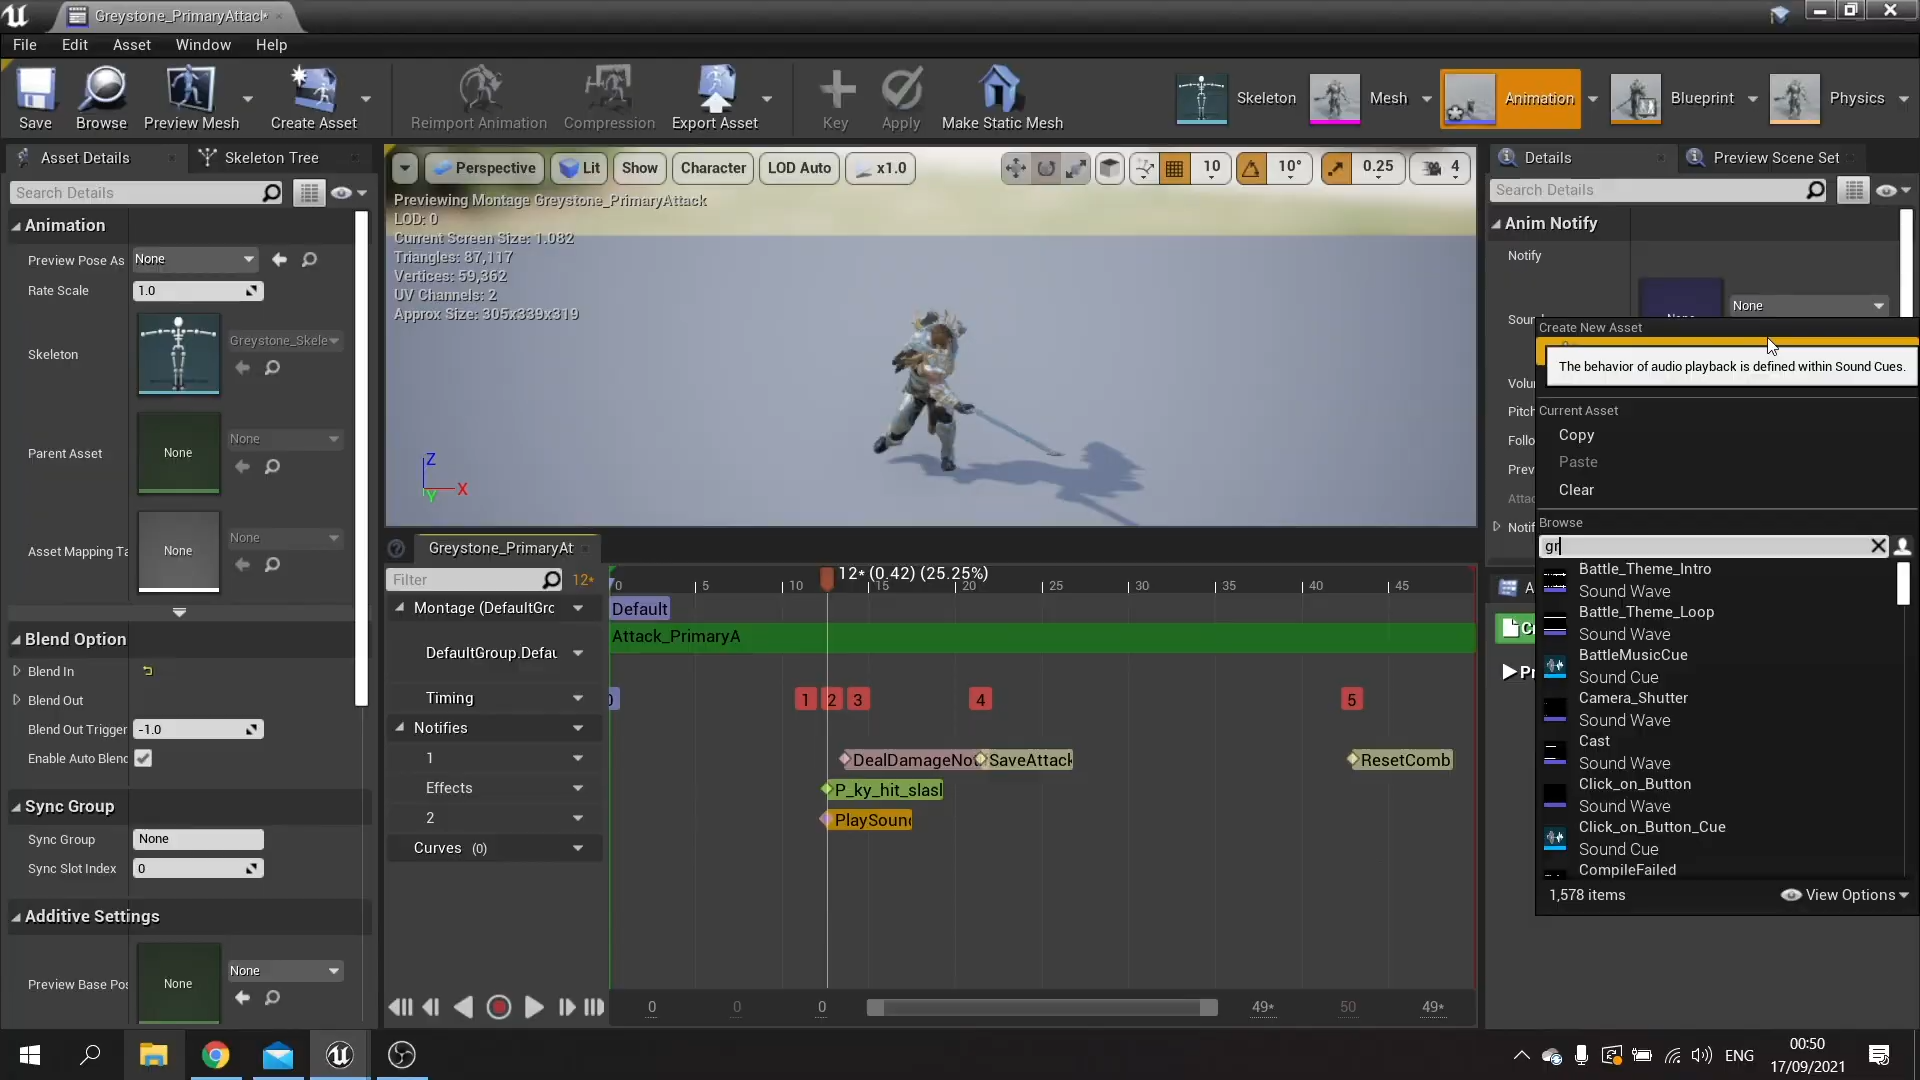 Greystone_PrimaryAttack*
File Edit Asset Window Help
Save
Browse
Preview Mesh
Create Asset
Reimport Animation
Compression
Export Asset
Key
Apply
Make Static Mesh
Skeleton
Mesh
Animation
Blueprint
Physics
Asset Details
Skeleton Tree
Search Details
Animation
Preview Pose As
None
Rate Scale
1.0
Skeleton
Greystone_Skele
Parent Asset
None
None
Asset Mapping Ta
None
None
Blend Option
Blend In
Blend Out
Blend Out Trigger
-1.0
Enable Auto Blend
Sync Group
Sync Group
None
Sync Slot Index
0
Additive Settings
Preview Base Pos
None
None
Perspective
Lit
Show
Character
LOD Auto
x1.0
10
10°
0.25
4
Previewing Montage Greystone_PrimaryAttack
LOD: 0
Current Screen Size: 1.082
Triangles: 87,117
Vertices: 59,362
UV Channels: 2
Approx Size: 305x339x319
Z
X
Y
Greystone_PrimaryAt
Filter
12*
12* (0.42) (25.25%)
0 5 10 15 20 25 30 35 40 45
Montage (DefaultGrc
Default
Attack_PrimaryA
DefaultGroup.Defau
Timing
1 2 3 4 5
Notifies
1
DealDamageNot
SaveAttack
ResetComb
Effects
P_ky_hit_slasl
2
PlaySoun
Curves (0)
0 0 0 49* 50 49*
Details
Preview Scene Set
Search Details
Anim Notify
Notify
None
Soun
None
Create New Asset
The behavior of audio playback is defined within Sound Cues.
Volu
Pitch
Follo
Prev
Attac
Notif
Current Asset
Copy
Paste
Clear
Browse
gr
Battle_Theme_Intro
Sound Wave
Battle_Theme_Loop
Sound Wave
BattleMusicCue
Sound Cue
Camera_Shutter
Sound Wave
Cast
Sound Wave
Click_on_Button
Sound Wave
Click_on_Button_Cue
Sound Cue
CompileFailed
1,578 items
View Options
ENG
00:50
17/09/2021